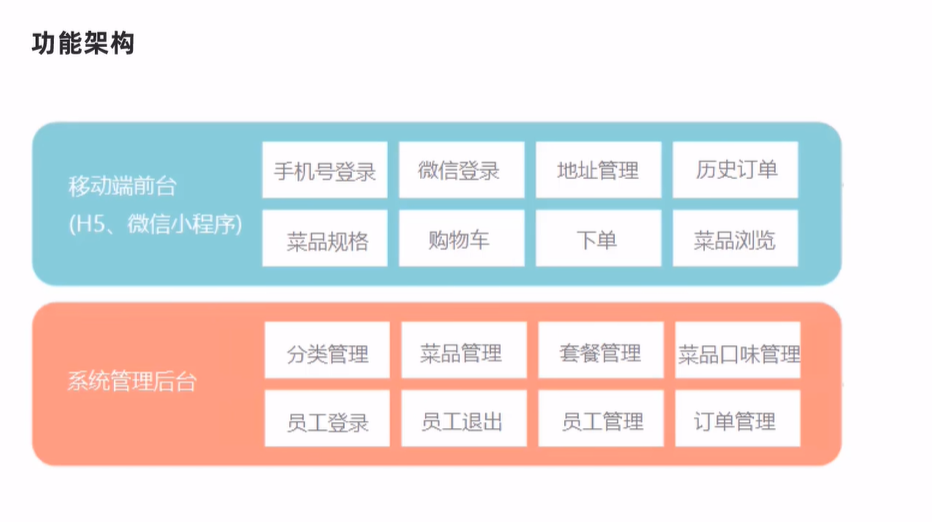 功能架构
移动端前台
(H5、微信小程序)
手机号登录 微信登录 地址管理 历史订单
菜品规格 购物车 下单 菜品浏览
系统管理后台
分类管理 菜品管理 套餐管理 菜品口味管理
员工登录 员工退出 员工管理 订单管理